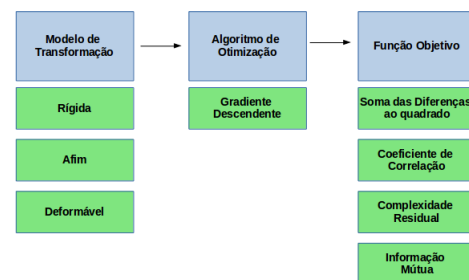 Modelo de
Transformação
Algoritmo de
Otimização
Função Objetivo
Rígida
Afim
Deformável
Gradiente
Descendente
Soma das Diferenças
ao quadrado
Coeficiente de
Correlação
Complexidade
Residual
Informação
Mútua